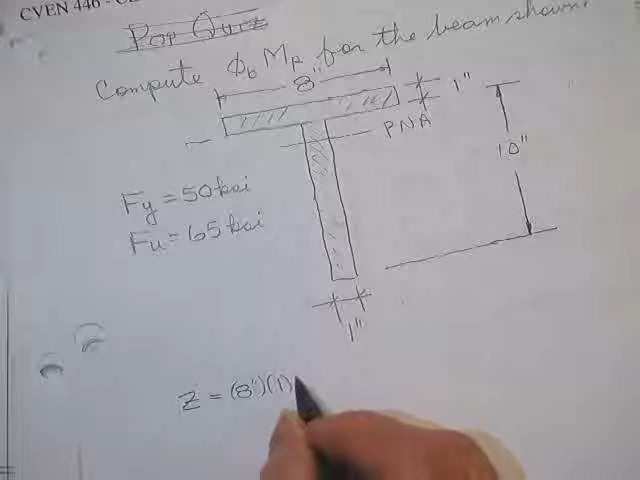 CVEN 446 - C
Pop Quiz
Compute Φb Mp for the beam shown.
8"
1"
PNA
10"
Fy = 50 ksi
Fu = 65 ksi
1"
Z = (8")(1)